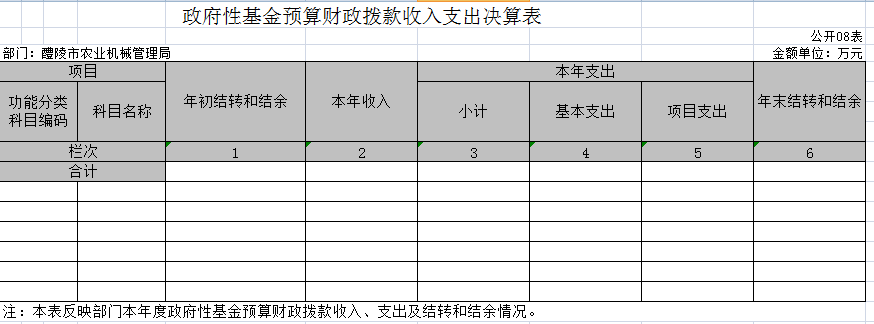 政府性基金预算财政拨款收入支出决算表
公开08表
部门：醴陵市农业机械管理局 金额单位：万元
项目 年初结转和结余 本年收入 本年支出 年末结转和结余
功能分类科目编码 科目名称 小计 基本支出 项目支出
栏次 1 2 3 4 5 6
合计
注：本表反映部门本年度政府性基金预算财政拨款收入、支出及结转和结余情况。